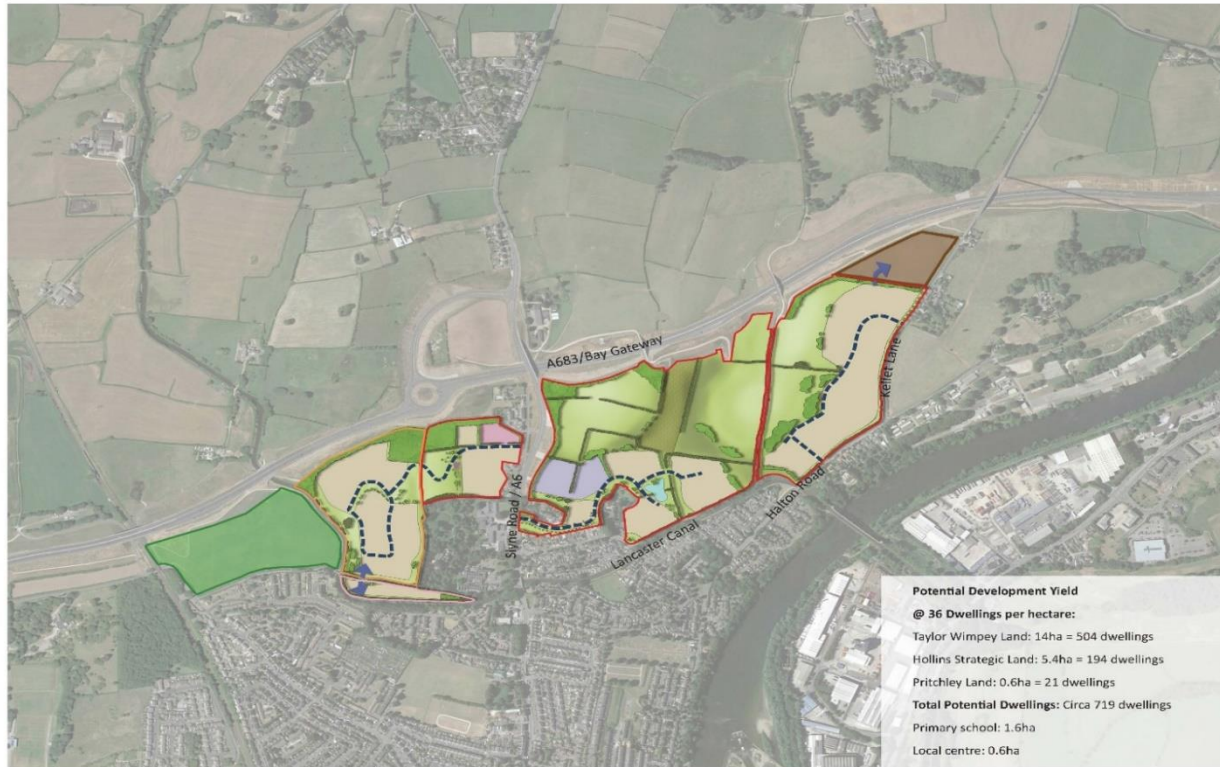 A683/Bay Gateway
Kellet Lane
Slyne Road / A6
Halton Road
Lancaster Canal
Potential Development Yield
@ 36 Dwellings per hectare:
Taylor Wimpey Land: 14ha = 504 dwellings
Hollins Strategic Land: 5.4ha = 194 dwellings
Pritchley Land: 0.6ha = 21 dwellings
Total Potential Dwellings: Circa 719 dwellings
Primary school: 1.6ha
Local centre: 0.6ha